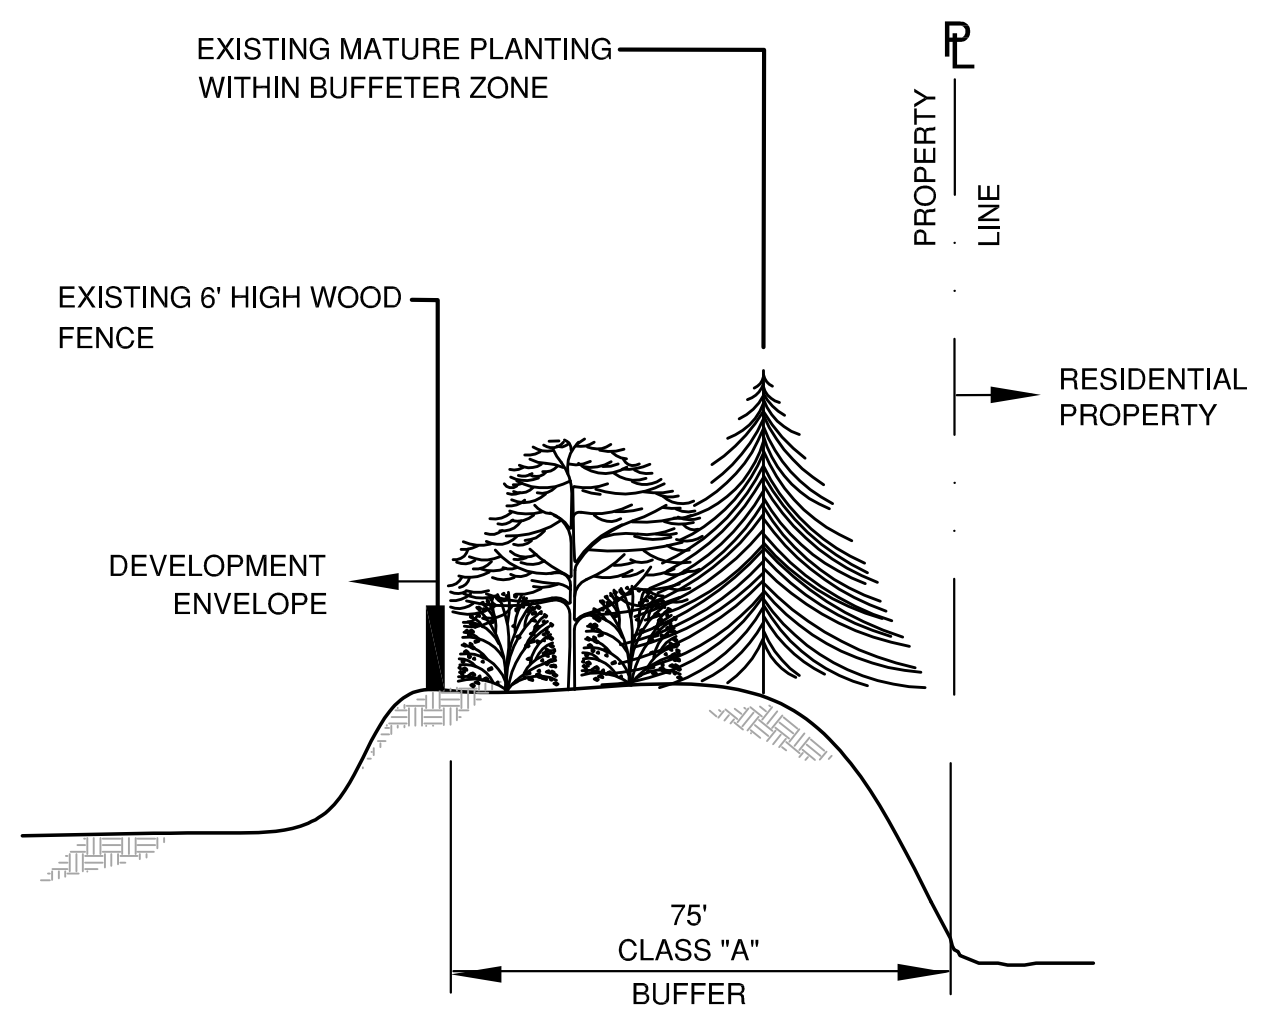 EXISTING MATURE PLANTING
WITHIN BUFFETER ZONE
PL
PROPERTY
LINE
EXISTING 6' HIGH WOOD
FENCE
RESIDENTIAL
PROPERTY
DEVELOPMENT
ENVELOPE
75'
CLASS "A"
BUFFER